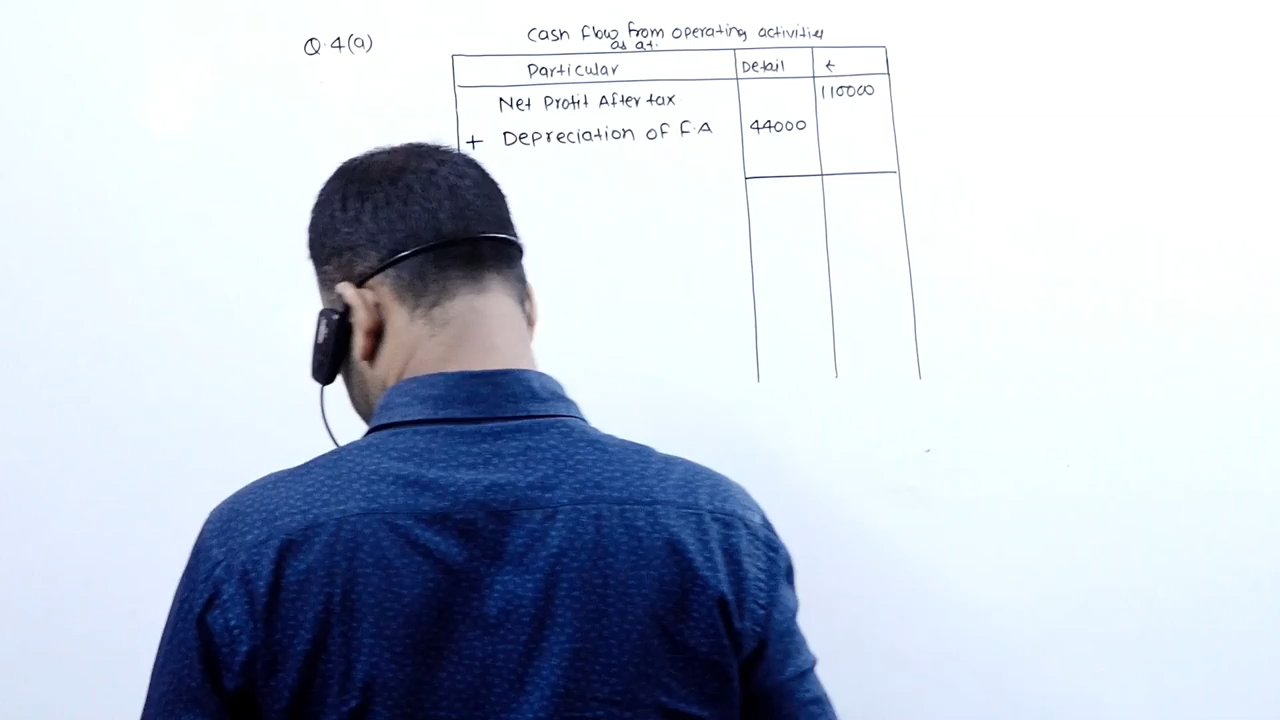 Q.4(a)
Cash flow from operating activities
as at.
Particular Detail ₹
Net Profit After tax 110000
+ Depreciation of F.A 44000